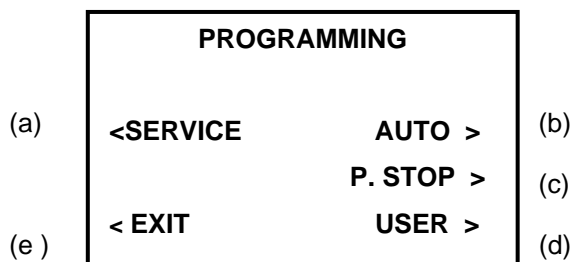 PROGRAMMING
(a) <SERVICE AUTO > (b)
P. STOP > (c)
(e ) < EXIT USER > (d)